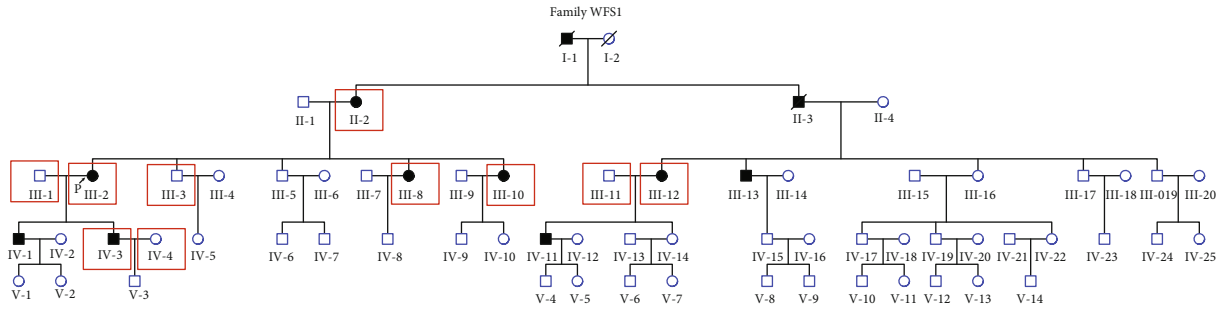 Family WFS1
I-1 I-2
II-1 II-2 II-3 II-4
P
III-1 III-2 III-3 III-4 III-5 III-6 III-7 III-8 III-9 III-10 III-11 III-12 III-13 III-14 III-15 III-16 III-17 III-18 III-019 III-20
IV-1 IV-2 IV-3 IV-4 IV-5 IV-6 IV-7 IV-8 IV-9 IV-10 IV-11 IV-12 IV-13 IV-14 IV-15 IV-16 IV-17 IV-18 IV-19 IV-20 IV-21 IV-22 IV-23 IV-24 IV-25
V-1 V-2 V-3 V-4 V-5 V-6 V-7 V-8 V-9 V-10 V-11 V-12 V-13 V-14